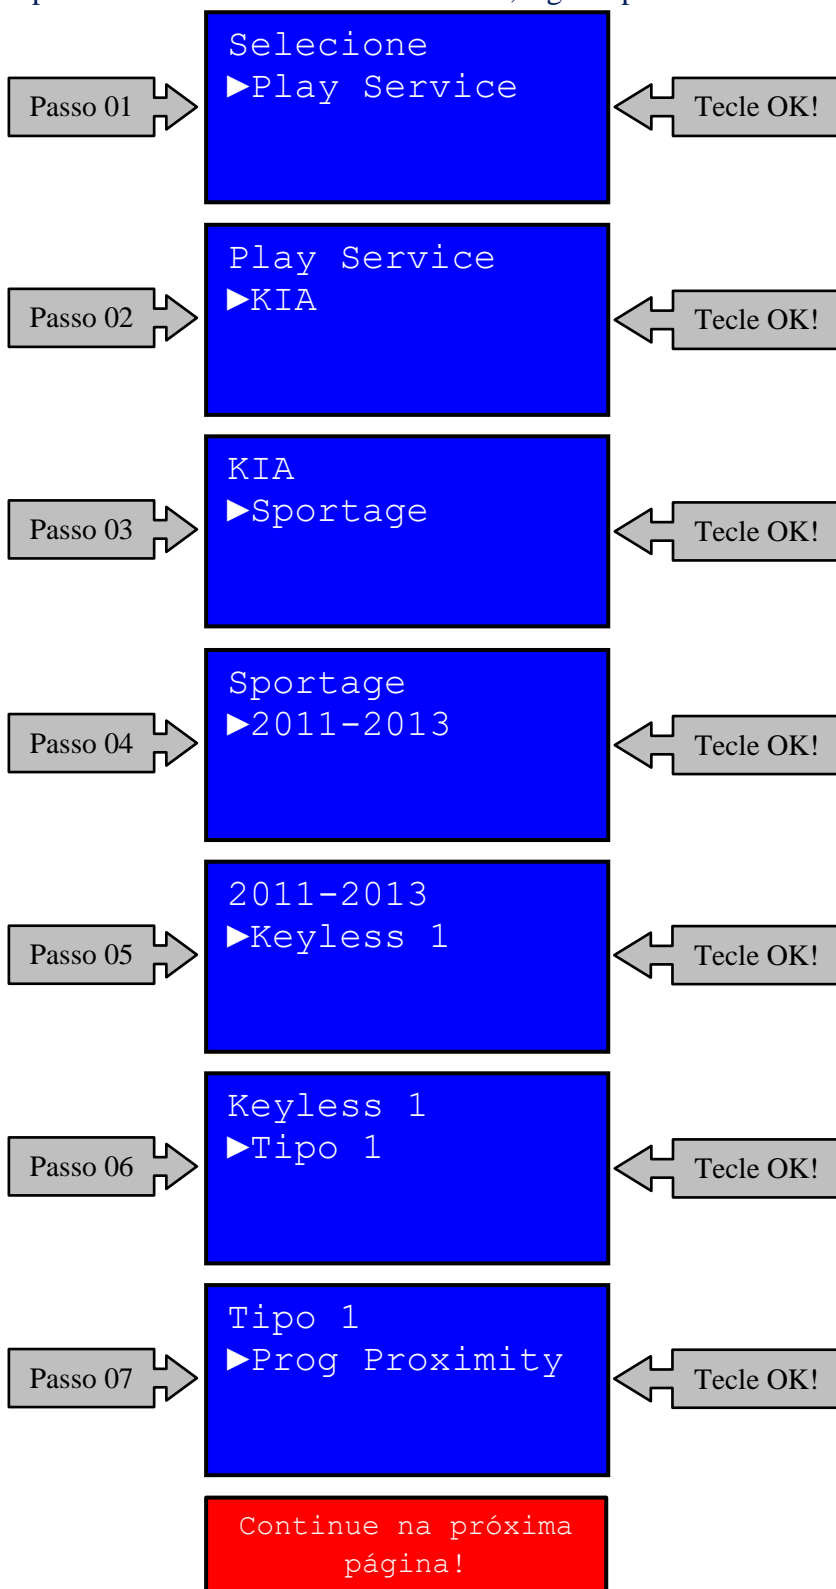 Selecione
►Play Service
Passo 01
Tecle OK!
Play Service
►KIA
Passo 02
Tecle OK!
KIA
►Sportage
Passo 03
Tecle OK!
Sportage
►2011-2013
Passo 04
Tecle OK!
2011-2013
►Keyless 1
Passo 05
Tecle OK!
Keyless 1
►Tipo 1
Passo 06
Tecle OK!
Tipo 1
►Prog Proximity
Passo 07
Tecle OK!
Continue na próxima
página!